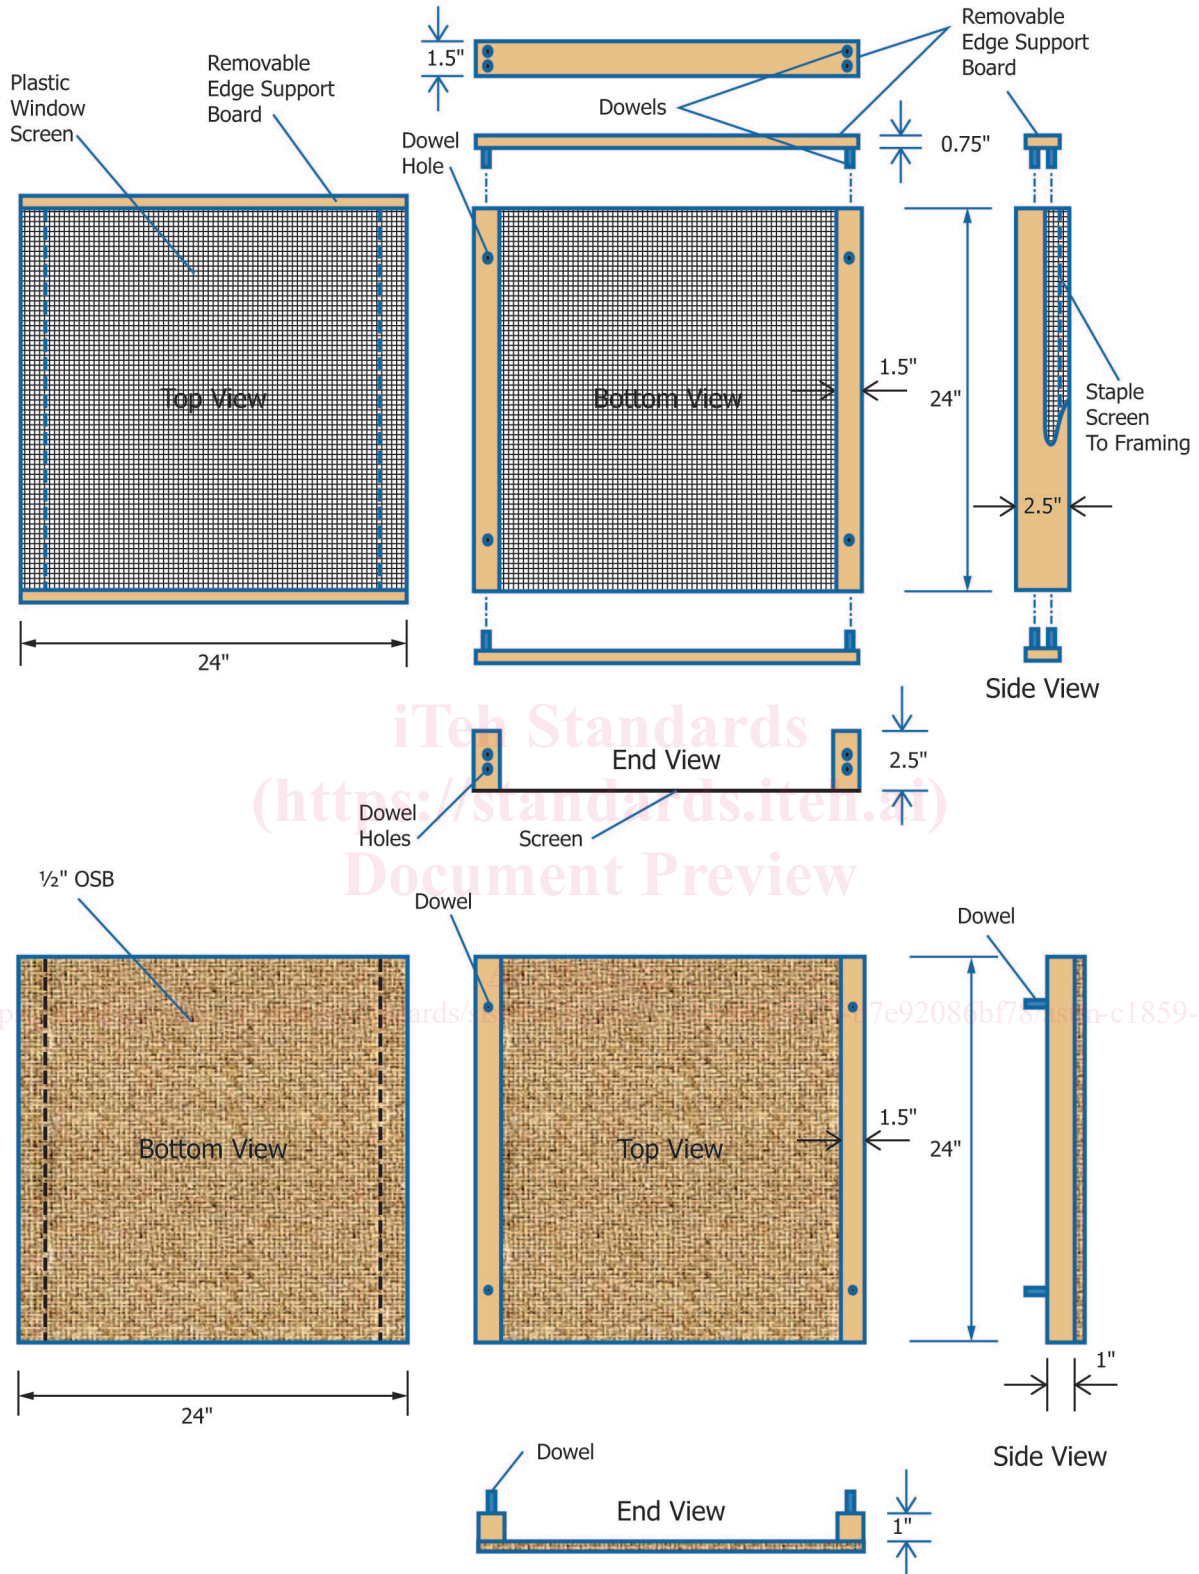 Removable
Edge Support
Board
1.5"
Plastic
Window
Screen
Removable
Edge Support
Board
Dowels
Dowel
Hole
0.75"
Top View
Bottom View
1.5"
24"
Staple
Screen
To Framing
2.5"
24"
Side View
iTeh Standards
(https://standards.iteh.ai)
Document Preview
End View
2.5"
Dowel
Holes
Screen
½" OSB
Dowel
Dowel
7e92086bf78/astm-c1859-
Bottom View
Top View
1.5"
24"
24"
1"
Side View
Dowel
End View
1"